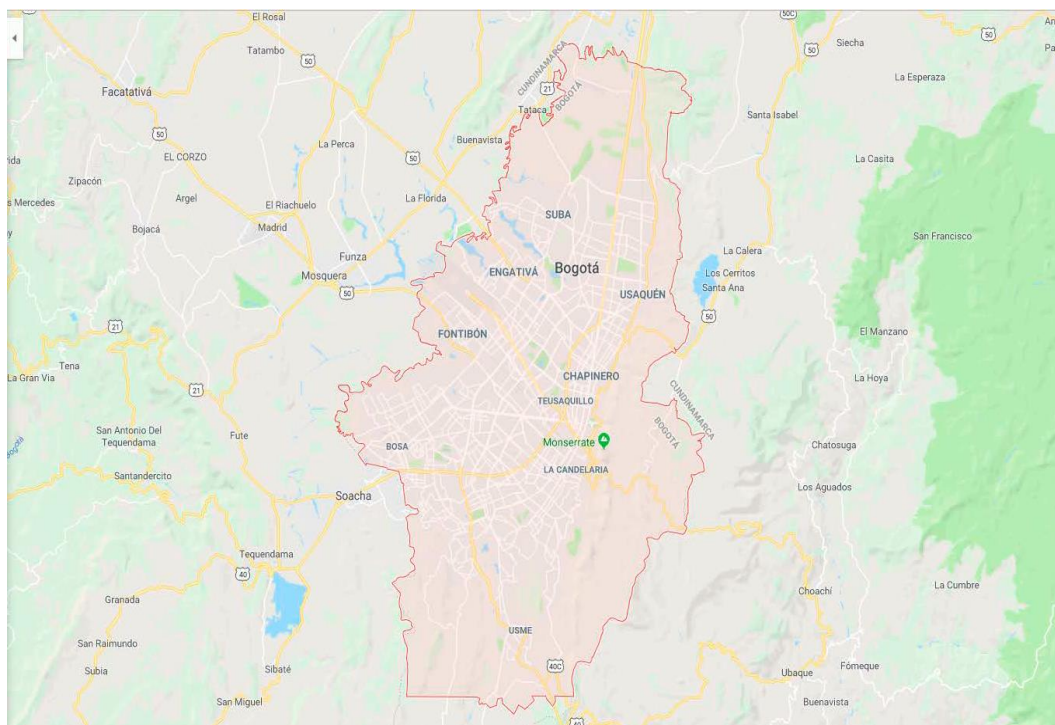 El Rosal
50
50C
Tatambo
50
CUNDINAMARCA
50
Siecha
50
La Esperaza
Facatativá
21
BOGOTÁ
Tataca
Santa Isabel
50
La Perca
Buenavista
EL CORZO
50
La Casita
Zipacón
Argel
La Florida
s Mercedes
El Riachuelo
SUBA
Bojacá
Madrid
San Francisco
Funza
La Calera
Mosquera
ENGATIVÁ
Bogotá
Los Cerritos
Santa Ana
50
USAQUÉN
50
21
FONTIBÓN
El Manzano
Tena
La Gran Via
CHAPINERO
La Hoya
21
CUNDINAMARCA
TEUSAQUILLO
San Antonio Del
Tequendama
Fute
BOGOTÁ
Bogotá
BOSA
Monserrate
Chatosuga
Santandercito
LA CANDELARIA
Soacha
Los Aguados
Tequendama
40
La Cumbre
Granada
Choachí
USME
San Raimundo
Subia
Sibaté
40C
Ubaque
Fómeque
San Miguel
Buenavista
40